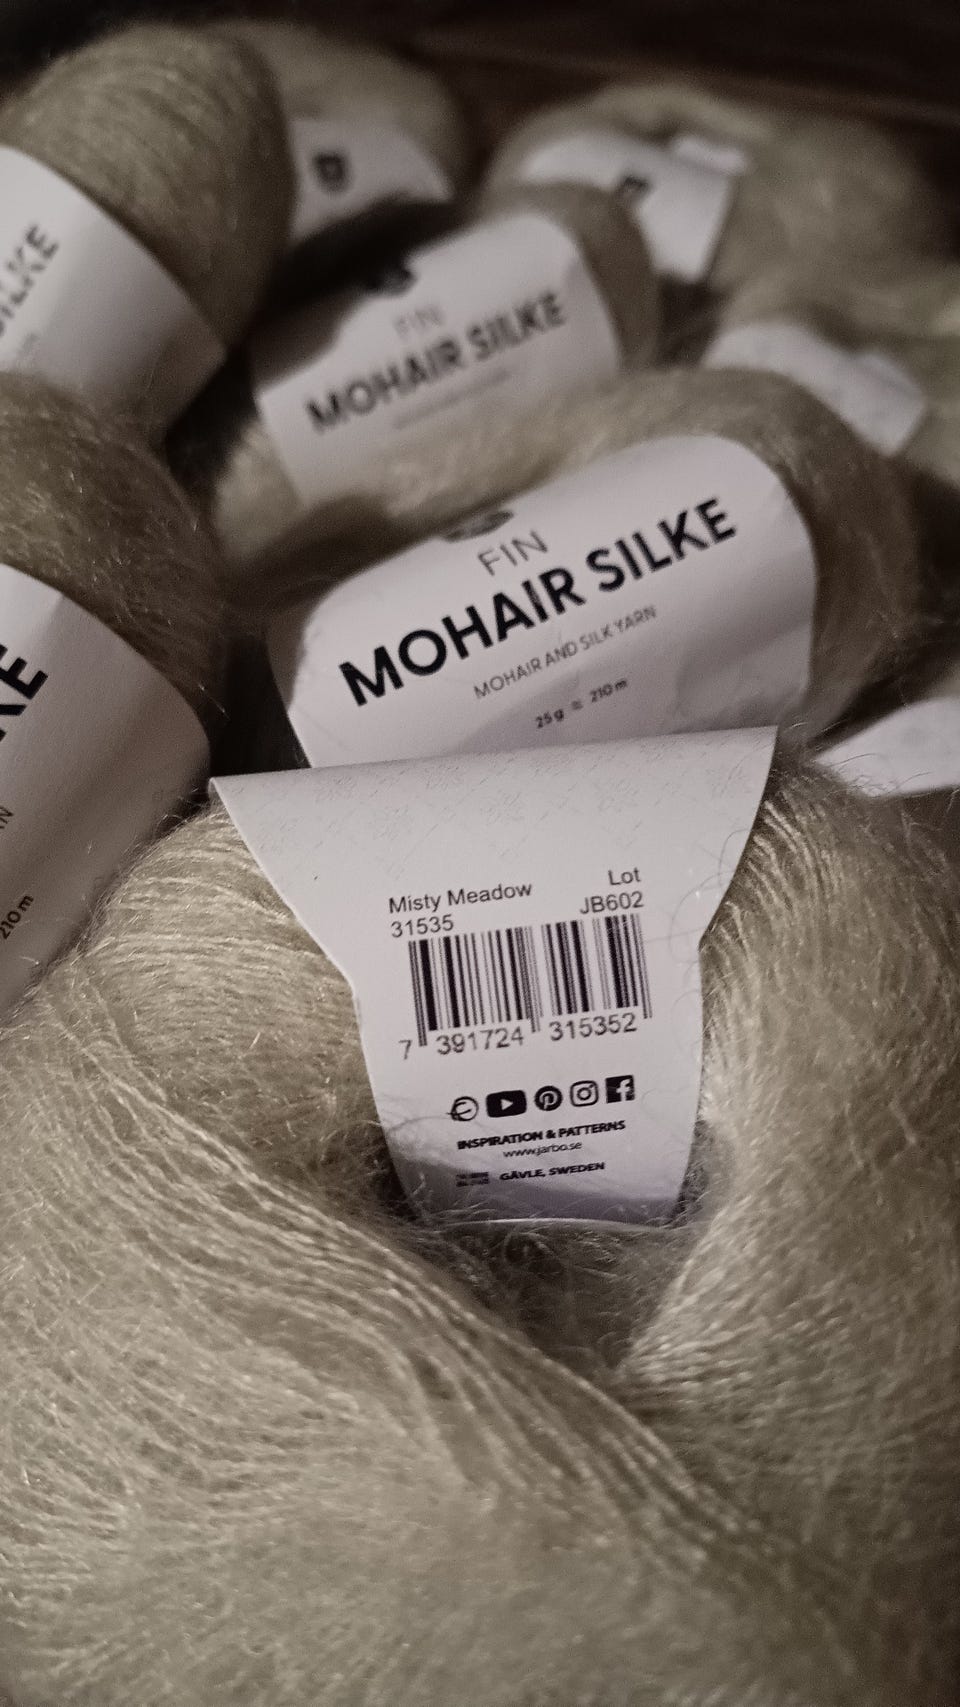 SILKE
FIN
MOHAIR SILKE
FIN
MOHAIR SILKE
MOHAIR AND SILK YARN
25 g ≈ 210 m
KE
210 m
Misty Meadow Lot
31535 JB602
7 391724 315352
INSPIRATION & PATTERNS
www.jarbo.se
GÄVLE, SWEDEN